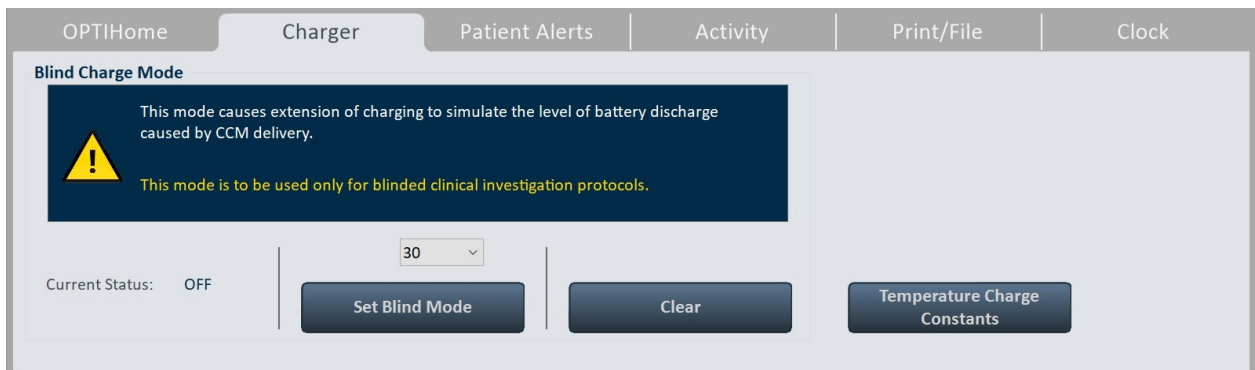 OPTIHome
Charger
Patient Alerts
Activity
Print/File
Clock
Blind Charge Mode
This mode causes extension of charging to simulate the level of battery discharge
caused by CCM delivery.
This mode is to be used only for blinded clinical investigation protocols.
30
Current Status: OFF
Set Blind Mode
Clear
Temperature Charge
Constants